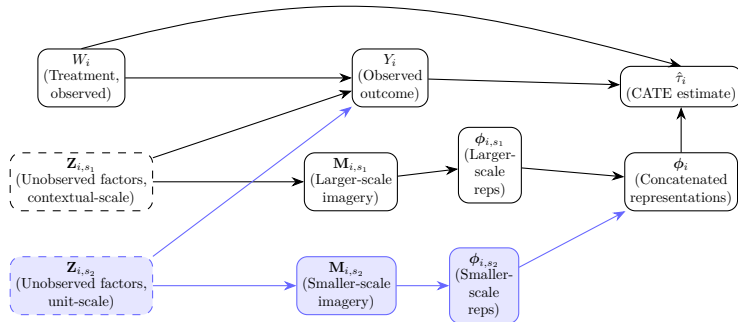 W_i
(Treatment,
observed)
Y_i
(Observed
outcome)
τ̂_i
(CATE estimate)
Z_{i,s_1}
(Unobserved factors,
contextual-scale)
M_{i,s_1}
(Larger-scale
imagery)
ϕ_{i,s_1}
(Larger-
scale
reps)
ϕ_i
(Concatenated
representations)
Z_{i,s_2}
(Unobserved factors,
unit-scale)
M_{i,s_2}
(Smaller-scale
imagery)
ϕ_{i,s_2}
(Smaller-
scale
reps)